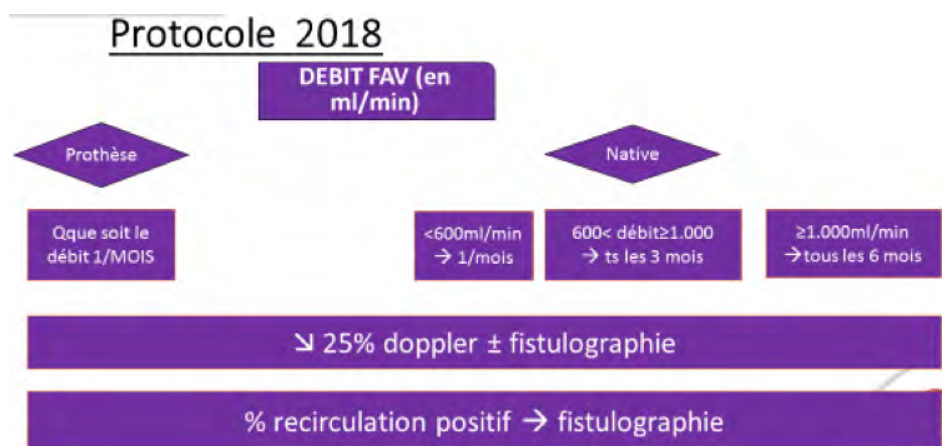 Protocole 2018
DEBIT FAV (en
ml/min)
Prothèse
Native
Qque soit le
débit 1/MOIS
<600ml/min
→ 1/mois
600< débit≥1.000
→ ts les 3 mois
≥1.000ml/min
→tous les 6 mois
↘ 25% doppler ± fistulographie
% recirculation positif → fistulographie